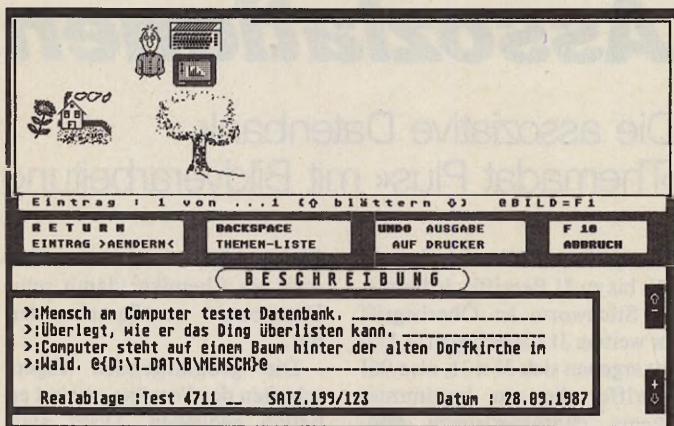 Eintrag : 1 von ...1 (⇧ blättern ⇩) @BILD=F1
RETURN BACKSPACE UNDO AUSGABE F 10
EINTRAG >AENDERN< THEMEN-LISTE AUF DRUCKER ABBRUCH
BESCHREIBUNG
>:Mensch am Computer testet Datenbank.
>:Überlegt, wie er das Ding überlisten kann.
>:Computer steht auf einem Baum hinter der alten Dorfkirche im
>:Wald. @{D:\T_DAT\B\MENSCH}@
Realablage :Test 4711 __ SATZ.199/123 Datum : 28.09.1987